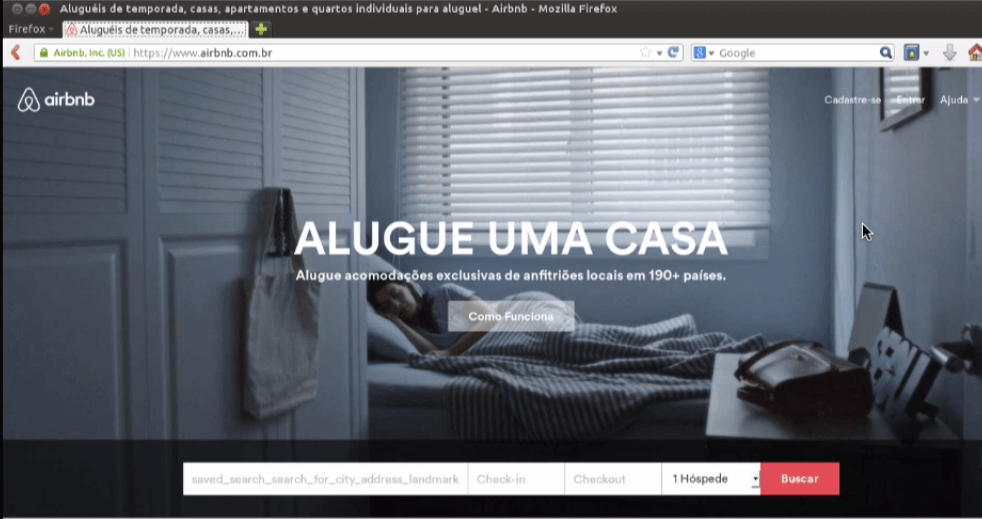 Aluguéis de temporada, casas, apartamentos e quartos individuais para aluguel - Airbnb - Mozilla Firefox
Firefox
Aluguéis de temporada, casas,...
Airbnb, Inc. (US) https://www.airbnb.com.br
Google
airbnb
Cadastre-se Entrar Ajuda
ALUGUE UMA CASA
Alugue acomodações exclusivas de anfitriões locais em 190+ países.
Como Funciona
saved_search_search_for_city_address_landmark Check-in Checkout 1 Hóspede Buscar